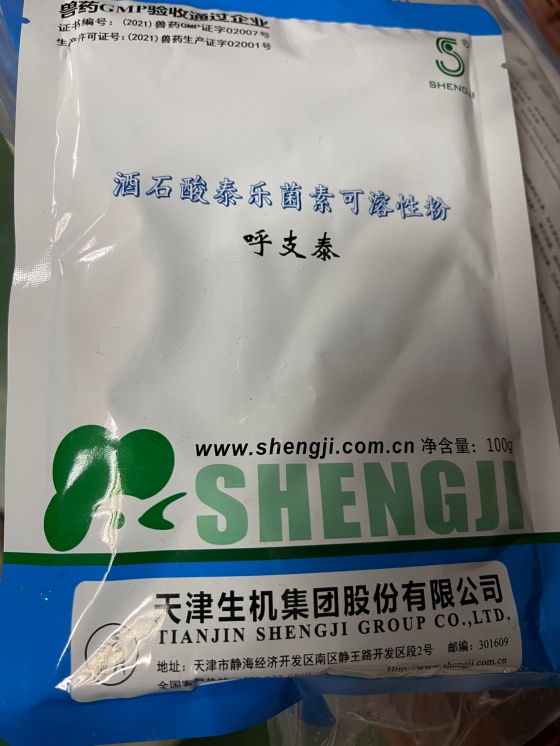 兽药GMP验收通过企业
证书编号：(2021) 兽药GMP证字02007号
生产许可证号：(2021) 兽药生产证字02001号
S®
SHENGJI
酒石酸泰乐菌素可溶性粉
呼支泰
www.shengji.com.cn 净含量：100g
SHENGJI
天津生机集团股份有限公司
TIANJIN SHENGJI GROUP CO.,LTD.
地址：天津市静海经济开发区南区静王路开发区段2号 邮编：301609
Http://www.shengji.com.cn
全国客